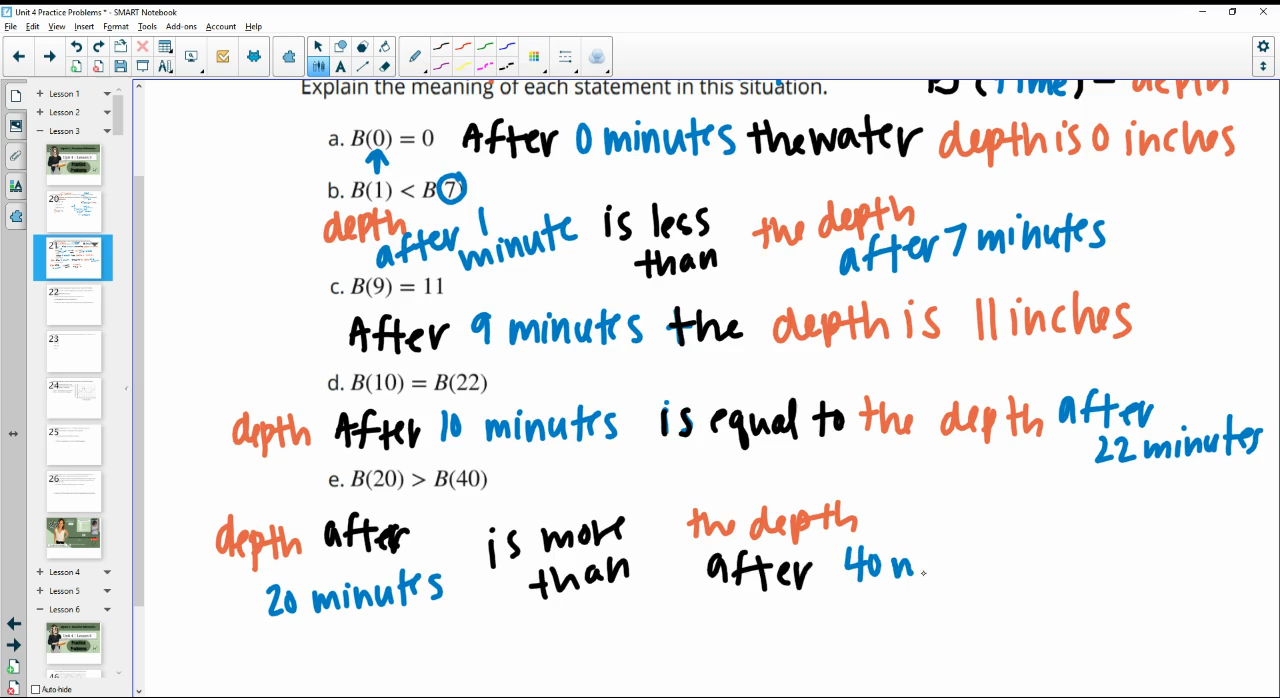 Unit 4 Practice Problems * - SMART Notebook
File Edit View Insert Format Tools Add-ons Account Help
Lesson 1
Lesson 2
Lesson 3
20
21
22
23
24
25
26
Lesson 4
Lesson 5
Lesson 6
Auto-hide
Explain the meaning of each statement in this situation.
B (Time) = depth
a. B(0) = 0 After 0 minutes the water depth is 0 inches
b. B(1) < B(7)
depth after 1 minute is less than the depth after 7 minutes
c. B(9) = 11
After 9 minutes the depth is 11 inches
d. B(10) = B(22)
depth After 10 minutes is equal to the depth after 22 minutes
e. B(20) > B(40)
depth after 20 minutes is more than the depth after 40 m